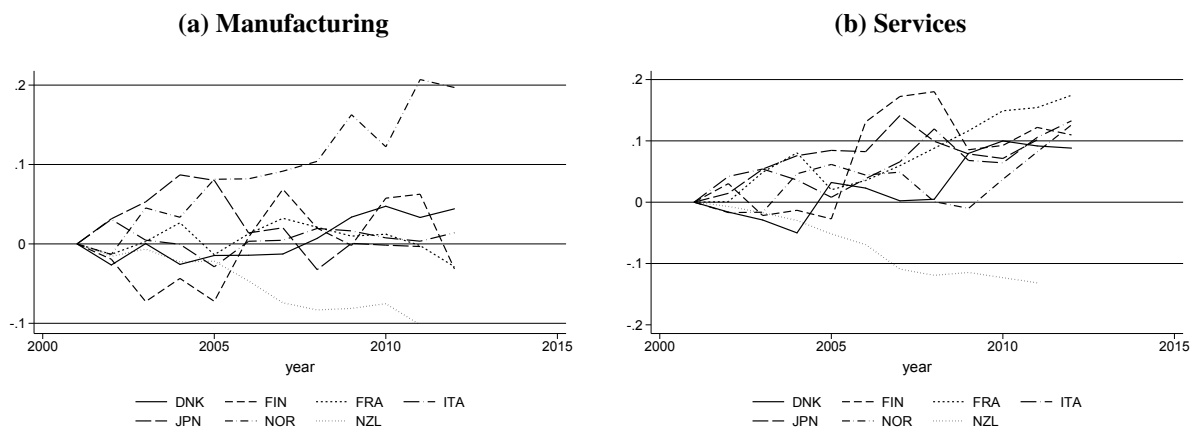 (a) Manufacturing
.2
.1
0
-.1
2000 2005 2010 2015
year
DNK FIN FRA ITA
JPN NOR NZL
(b) Services
.2
.1
0
-.1
-.2
2000 2005 2010 2015
year
DNK FIN FRA ITA
JPN NOR NZL